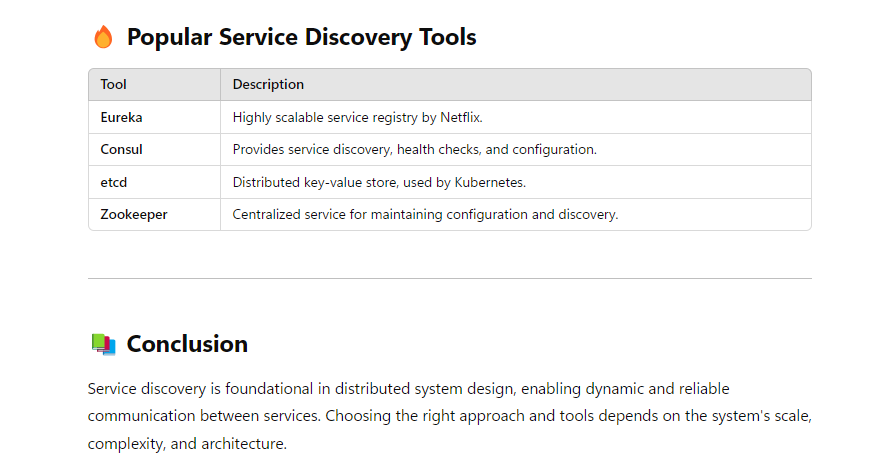 Popular Service Discovery Tools
Tool Description
Eureka Highly scalable service registry by Netflix.
Consul Provides service discovery, health checks, and configuration.
etcd Distributed key-value store, used by Kubernetes.
Zookeeper Centralized service for maintaining configuration and discovery.
Conclusion
Service discovery is foundational in distributed system design, enabling dynamic and reliable
communication between services. Choosing the right approach and tools depends on the system's scale,
complexity, and architecture.